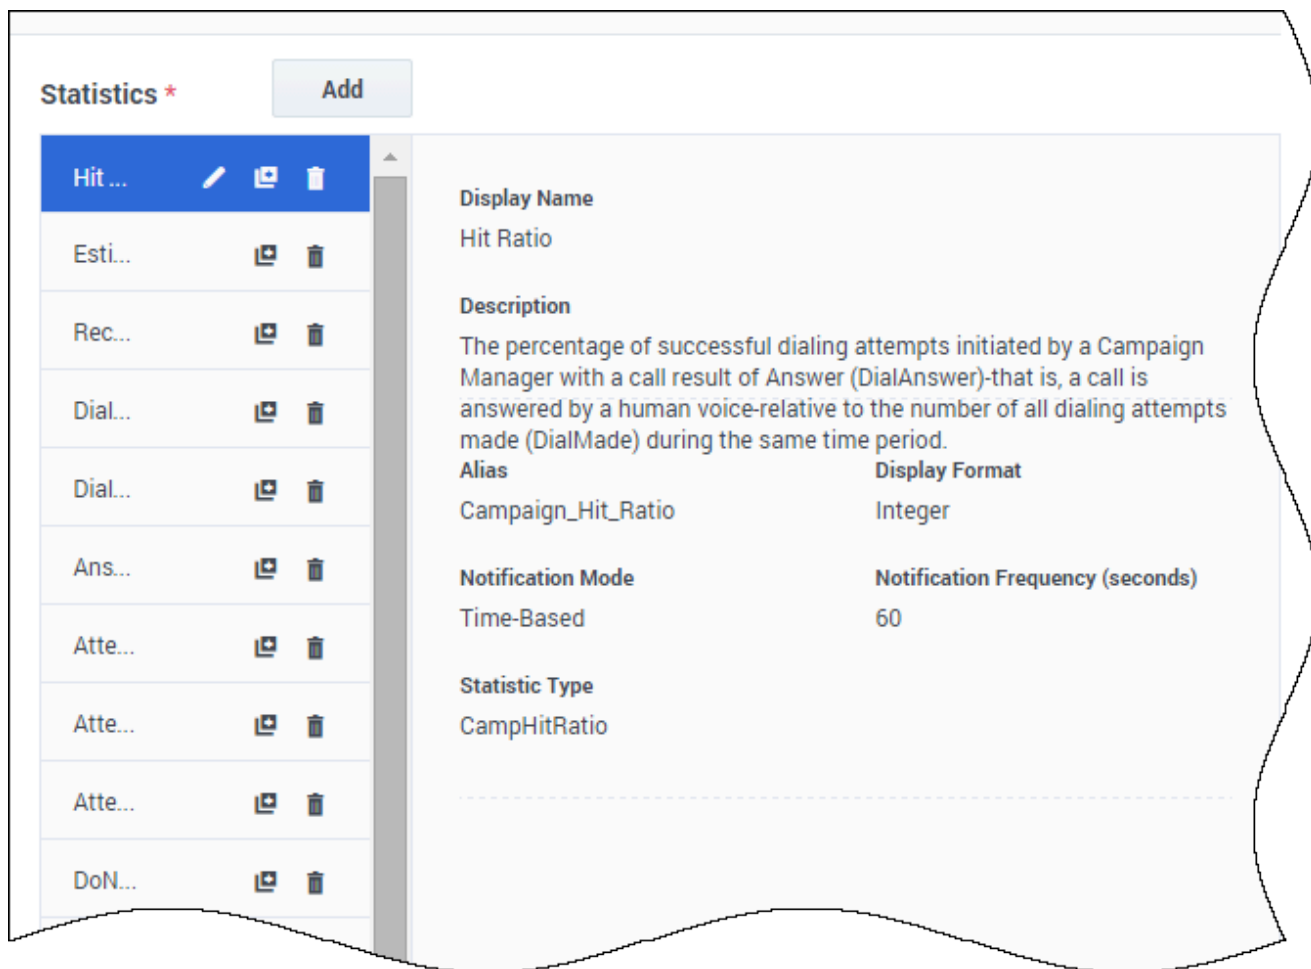 Statistics *
Add
Hit ...
Esti...
Rec...
Dial...
Dial...
Ans...
Atte...
Atte...
Atte...
DoN...
Display Name
Hit Ratio
Description
The percentage of successful dialing attempts initiated by a Campaign
Manager with a call result of Answer (DialAnswer)-that is, a call is
answered by a human voice-relative to the number of all dialing attempts
made (DialMade) during the same time period.
Alias Display Format
Campaign_Hit_Ratio Integer
Notification Mode Notification Frequency (seconds)
Time-Based 60
Statistic Type
CampHitRatio